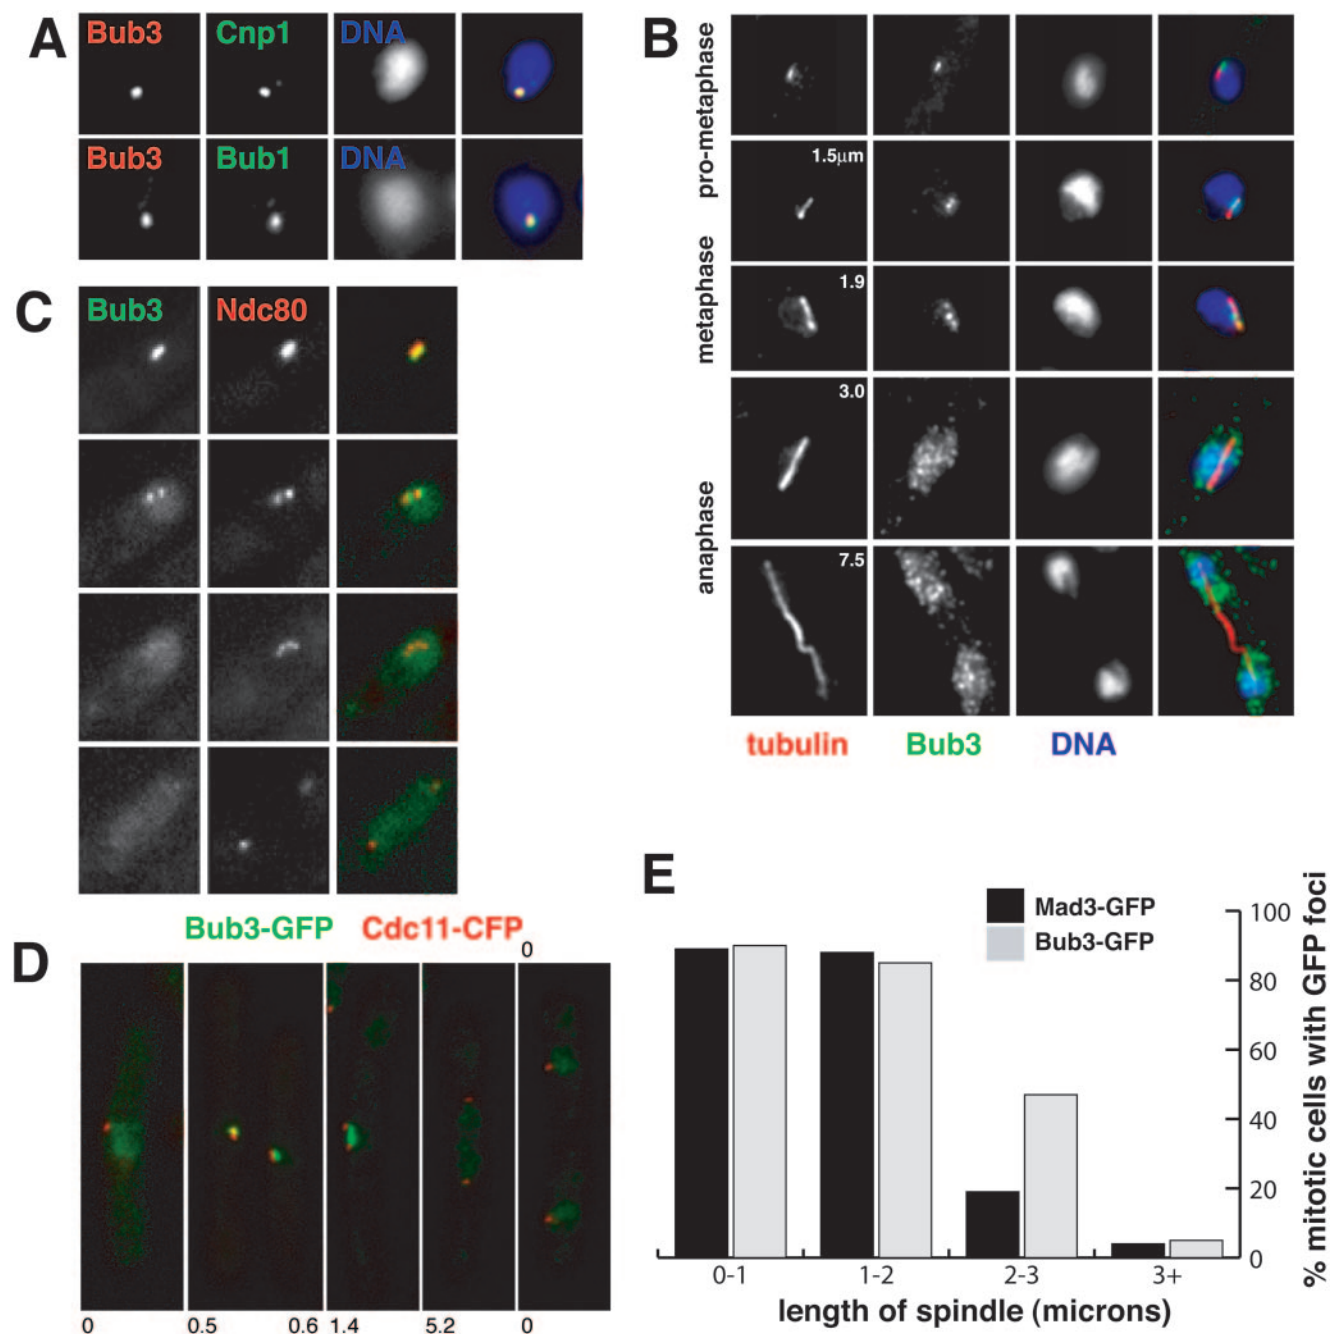 A
Bub3 Cnp1 DNA
Bub3 Bub1 DNA
B
pro-metaphase
metaphase
anaphase
1.5µm
1.9
3.0
7.5
tubulin Bub3 DNA
C
Bub3 Ndc80
D
Bub3-GFP Cdc11-CFP
0
0 0.5 0.6 1.4 5.2 0
E
Mad3-GFP
Bub3-GFP
100
80
60
40
20
0
% mitotic cells with GFP foci
0-1 1-2 2-3 3+
length of spindle (microns)